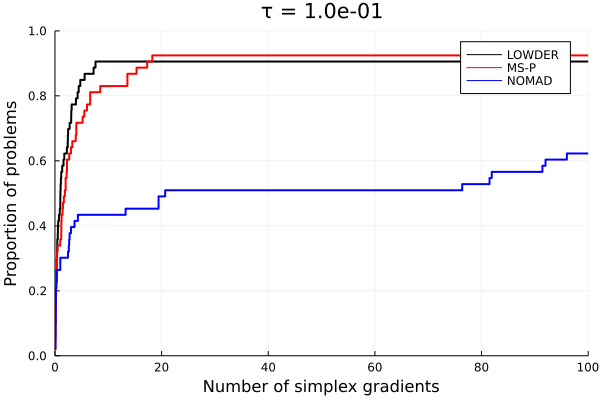 τ = 1.0e-01
1.0
0.8
0.6
0.4
0.2
0.0
Proportion of problems
LOWDER
MS-P
NOMAD
0 20 40 60 80 100
Number of simplex gradients